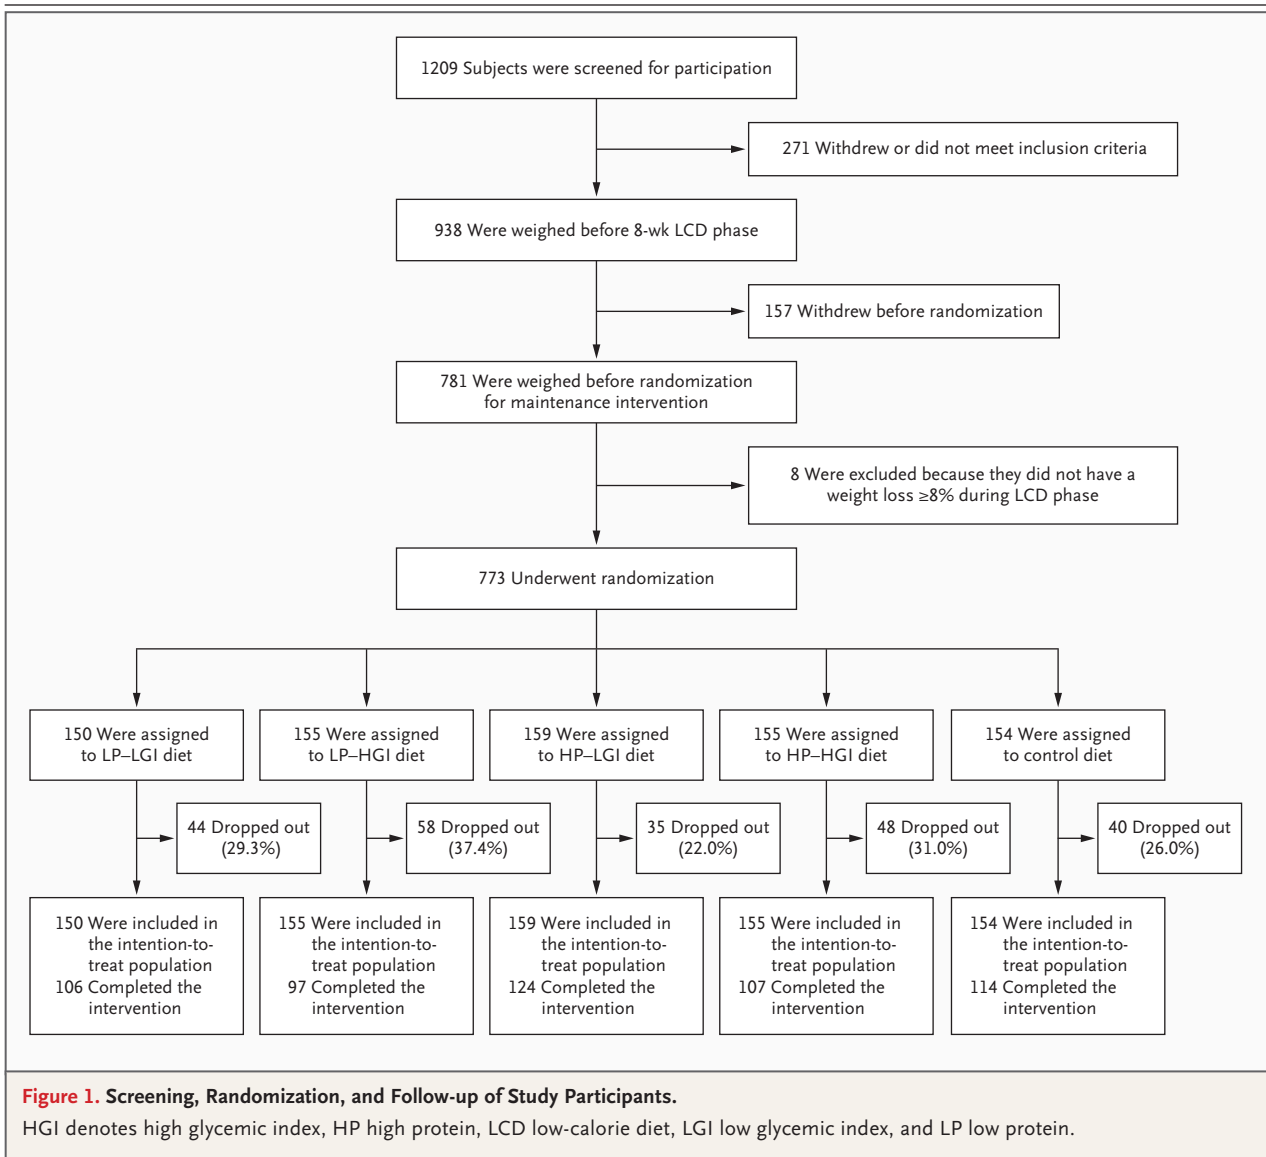 1209 Subjects were screened for participation
271 Withdrew or did not meet inclusion criteria
938 Were weighed before 8-wk LCD phase
157 Withdrew before randomization
781 Were weighed before randomization
for maintenance intervention
8 Were excluded because they did not have a
weight loss ≥8% during LCD phase
773 Underwent randomization
150 Were assigned
to LP–LGI diet
155 Were assigned
to LP–HGI diet
159 Were assigned
to HP–LGI diet
155 Were assigned
to HP–HGI diet
154 Were assigned
to control diet
44 Dropped out
(29.3%)
58 Dropped out
(37.4%)
35 Dropped out
(22.0%)
48 Dropped out
(31.0%)
40 Dropped out
(26.0%)
150 Were included in
the intention-to-
treat population
106 Completed the
intervention
155 Were included in
the intention-to-
treat population
97 Completed the
intervention
159 Were included in
the intention-to-
treat population
124 Completed the
intervention
155 Were included in
the intention-to-
treat population
107 Completed the
intervention
154 Were included in
the intention-to-
treat population
114 Completed the
intervention
Figure 1. Screening, Randomization, and Follow-up of Study Participants.
HGI denotes high glycemic index, HP high protein, LCD low-calorie diet, LGI low glycemic index, and LP low protein.